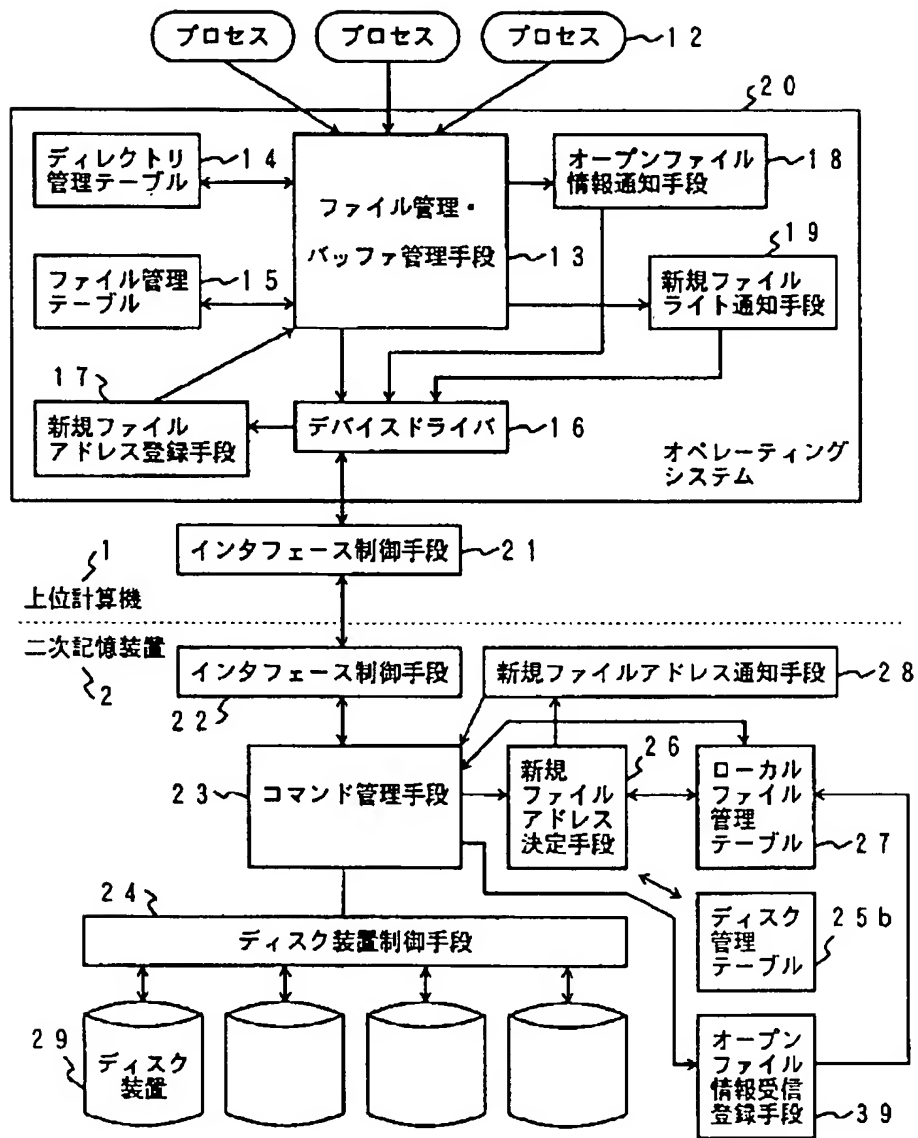 プロセス プロセス プロセス 12
20
ディレクトリ
管理テーブル
14
ファイル管理・
バッファ管理手段
13
オープンファイル
情報通知手段
18
19
ファイル管理
テーブル
15
新規ファイル
ライト通知手段
17
新規ファイル
アドレス登録手段
デバイスドライバ
16
オペレーティング
システム
インタフェース制御手段
21
1
上位計算機
二次記憶装置
2
インタフェース制御手段
22
新規ファイルアドレス通知手段
28
23
コマンド管理手段
新規
ファイル
アドレス
決定手段
26
ローカル
ファイル
管理
テーブル
27
24
ディスク装置制御手段
ディスク
管理
テーブル
25b
29
ディスク
装置
オープン
ファイル
情報受信
登録手段
39